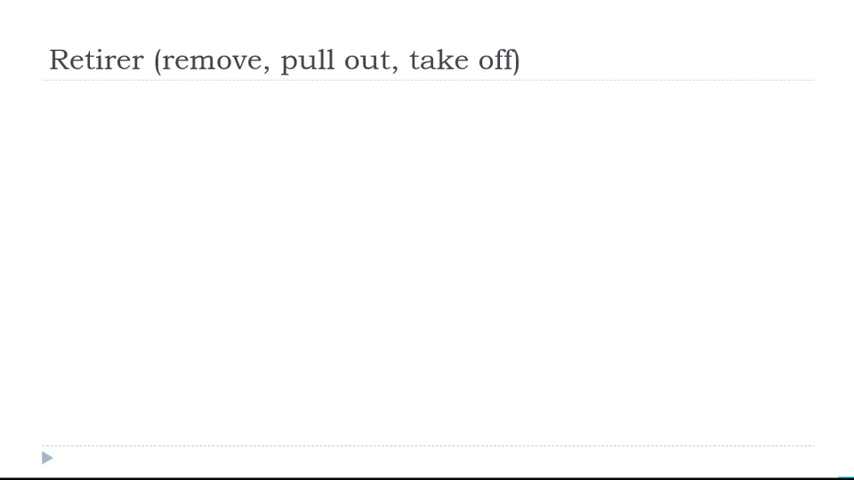 Retirer (remove, pull out, take off)